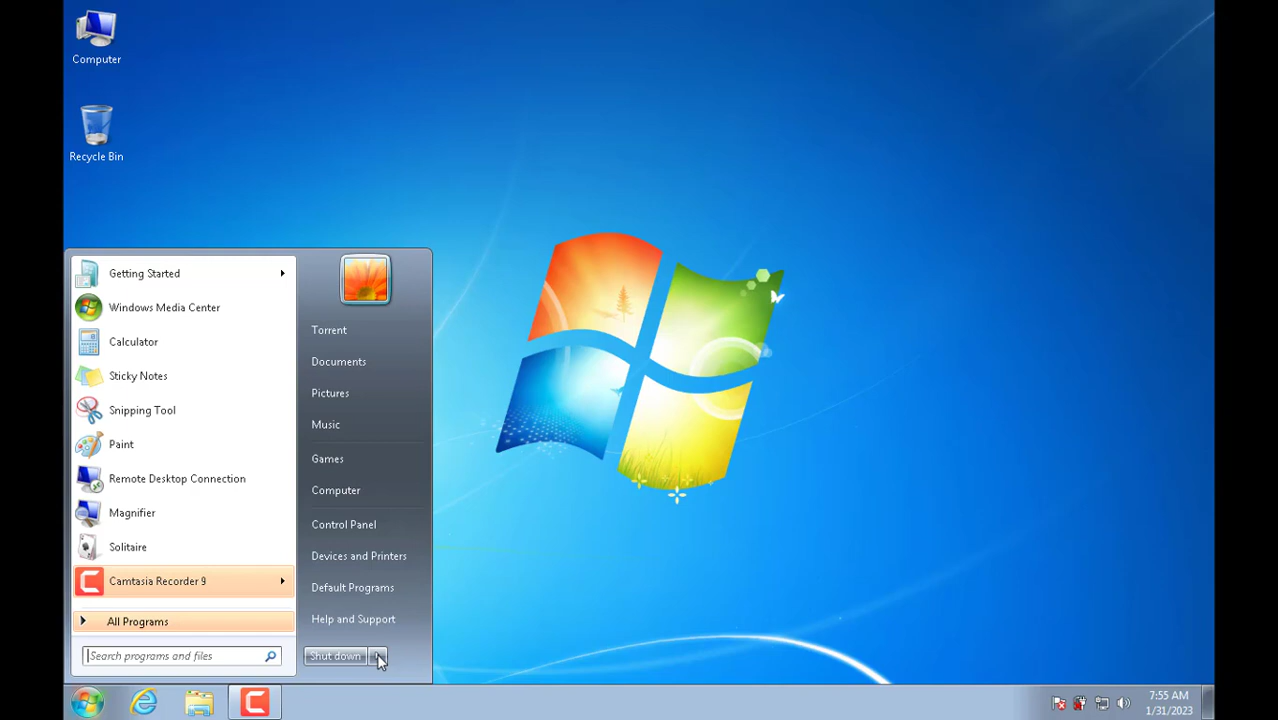 Computer
Recycle Bin
Getting Started
Windows Media Center
Calculator
Sticky Notes
Snipping Tool
Paint
Remote Desktop Connection
Magnifier
Solitaire
Camtasia Recorder 9
All Programs
Search programs and files
Torrent
Documents
Pictures
Music
Games
Computer
Control Panel
Devices and Printers
Default Programs
Help and Support
Shut down
7:55 AM
1/31/2023